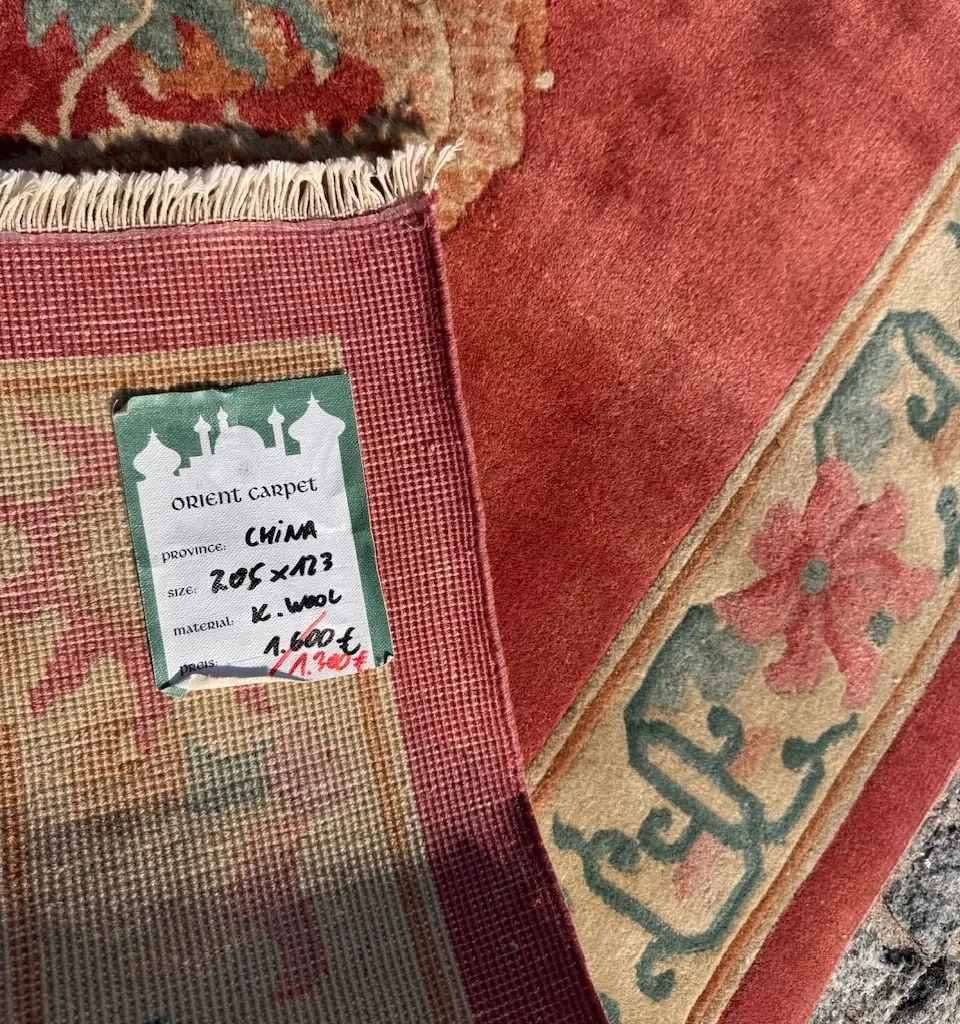 ORIENT CARPET
PROVINCE: CHINA
SIZE: 205 x 123
MATERIAL: K. WOOL
1.600 €
PREIS: 1.300 €